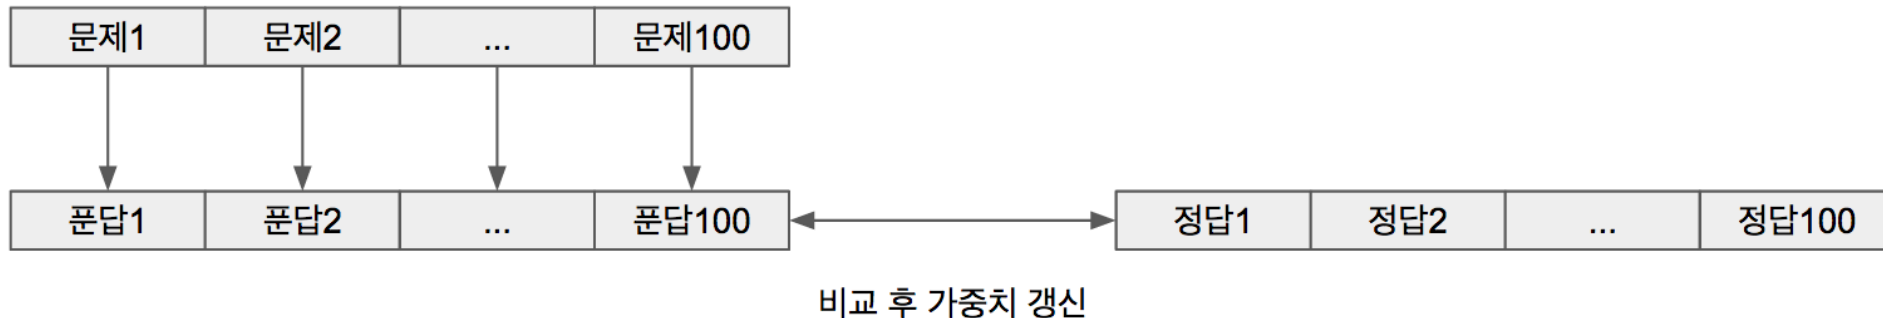 문제1 문제2 ... 문제100
푼답1 푼답2 ... 푼답100 정답1 정답2 ... 정답100
비교 후 가중치 갱신